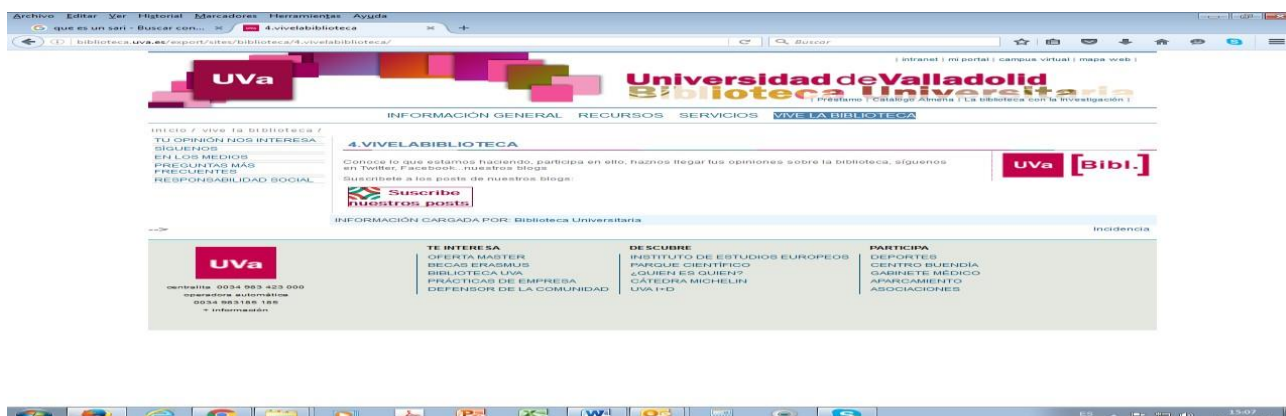 Archivo Editar Ver Historial Marcadores Herramientas Ayuda
que es un sari - Buscar con...
4.vivelabiblioteca
biblioteca.uva.es/export/sites/biblioteca/4.vivelabiblioteca/
Buscar
| intranet | mi portal | campus virtual | mapa web |
UVa
Universidad deValladolid
Biblioteca Universitaria
| Préstamo | Catálogo Almena | La biblioteca con la investigación |
INFORMACIÓN GENERAL RECURSOS SERVICIOS VIVE LA BIBLIOTECA
inicio / vive la biblioteca /
TU OPINIÓN NOS INTERESA
SÍGUENOS
EN LOS MEDIOS
PREGUNTAS MÁS
FRECUENTES
RESPONSABILIDAD SOCIAL
4.VIVELABIBLIOTECA
Conoce lo que estamos haciendo, participa en ello, haznos llegar tus opiniones sobre la biblioteca, síguenos
en Twitter, Facebook...nuestros blogs
Suscríbete a los posts de nuestros blogs:
Suscribe
nuestros posts
UVa [Bibl.]
INFORMACIÓN CARGADA POR: Biblioteca Universitaria
-->
Incidencia
UVa
centralita 0034 983 423 000
operadora automática
0034 983185 185
+ información
TE INTERESA
OFERTA MASTER
BECAS ERASMUS
BIBLIOTECA UVA
PRÁCTICAS DE EMPRESA
DEFENSOR DE LA COMUNIDAD
DESCUBRE
INSTITUTO DE ESTUDIOS EUROPEOS
PARQUE CIENTÍFICO
¿QUIEN ES QUIEN?
CÁTEDRA MICHELIN
UVA I+D
PARTICIPA
DEPORTES
CENTRO BUENDÍA
GABINETE MÉDICO
APARCAMIENTO
ASOCIACIONES
ES
15:07